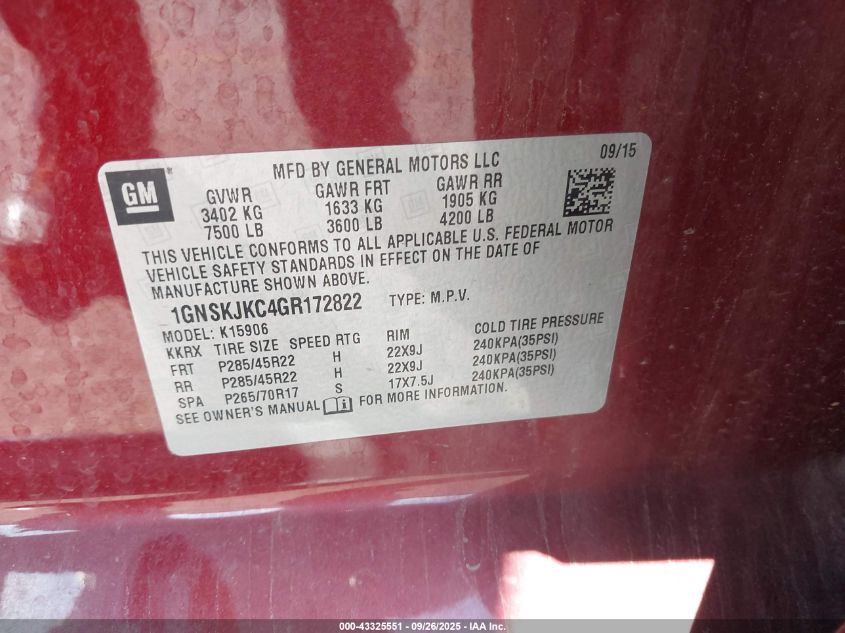 MFD BY GENERAL MOTORS LLC 09/15
GM
GVWR GAWR FRT GAWR RR
3402 KG 1633 KG 1905 KG
7500 LB 3600 LB 4200 LB
THIS VEHICLE CONFORMS TO ALL APPLICABLE U.S. FEDERAL MOTOR
VEHICLE SAFETY STANDARDS IN EFFECT ON THE DATE OF
MANUFACTURE SHOWN ABOVE.
1GNSKJKC4GR172822 TYPE: M.P.V.
MODEL: K15906
KKRX TIRE SIZE SPEED RTG RIM COLD TIRE PRESSURE
FRT P285/45R22 H 22X9J 240KPA(35PSI)
RR P285/45R22 H 22X9J 240KPA(35PSI)
SPA P265/70R17 S 17X7.5J 240KPA(35PSI)
SEE OWNER'S MANUAL FOR MORE INFORMATION.
000-43325551 - 09/26/2025 - IAA Inc.